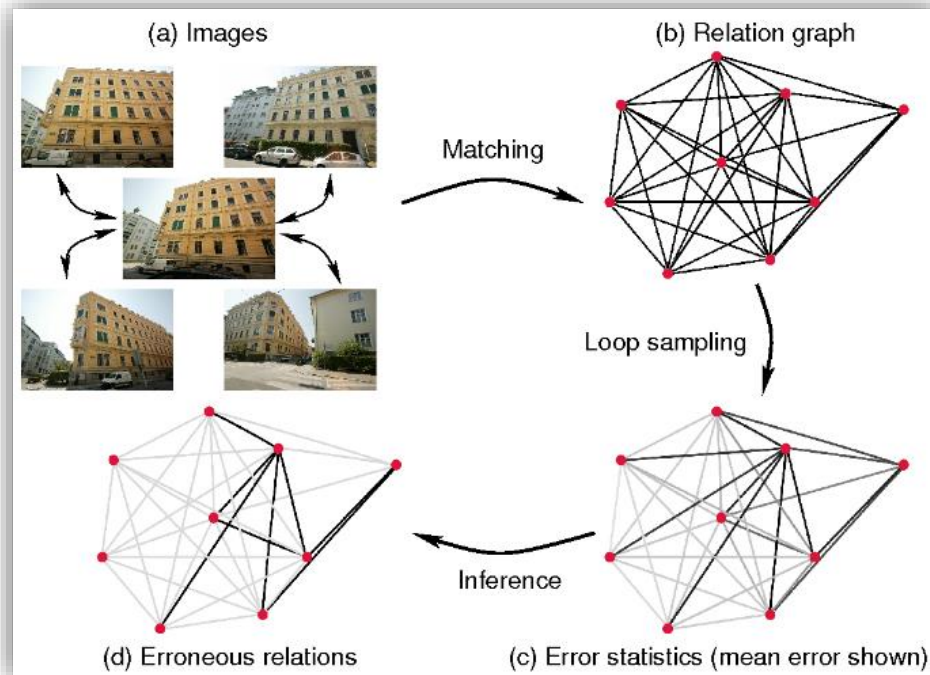 (a) Images
(b) Relation graph
Matching
Loop sampling
Inference
(d) Erroneous relations
(c) Error statistics (mean error shown)